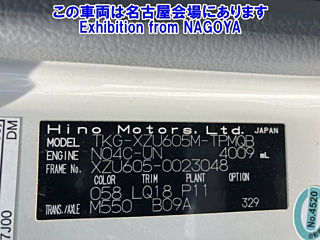 この車両は名古屋会場にあります
Exhibition from NAGOYA
Hino Motors, Ltd. JAPAN
MODEL TKG-XZU605M-TPMQB
ENGINE N04C-UN 4009 mL
FRAME NO. XZU605-0023048
COLOR TRIM PLANT
058 LQ18 P11
TRANS./AXLE M550 B09A 329
DM
7J00
No.4520